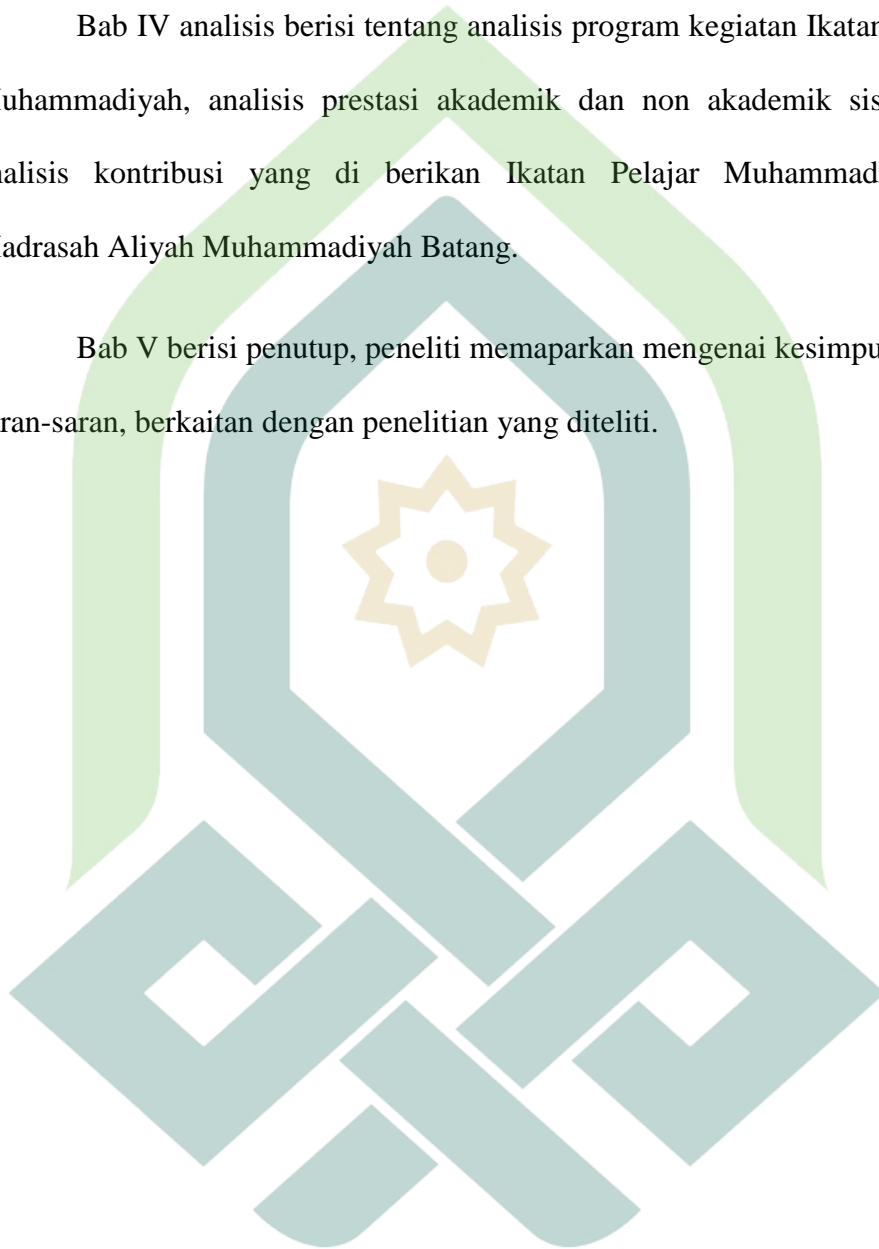 Bab IV analisis berisi tentang analisis program kegiatan Ikatan
uhammadiyah, analisis prestasi akademik dan non akademik sis
nalisis kontribusi yang di berikan Ikatan Pelajar Muhammad
adrasah Aliyah Muhammadiyah Batang.
Bab V berisi penutup, peneliti memaparkan mengenai kesimpu
ran-saran, berkaitan dengan penelitian yang diteliti.